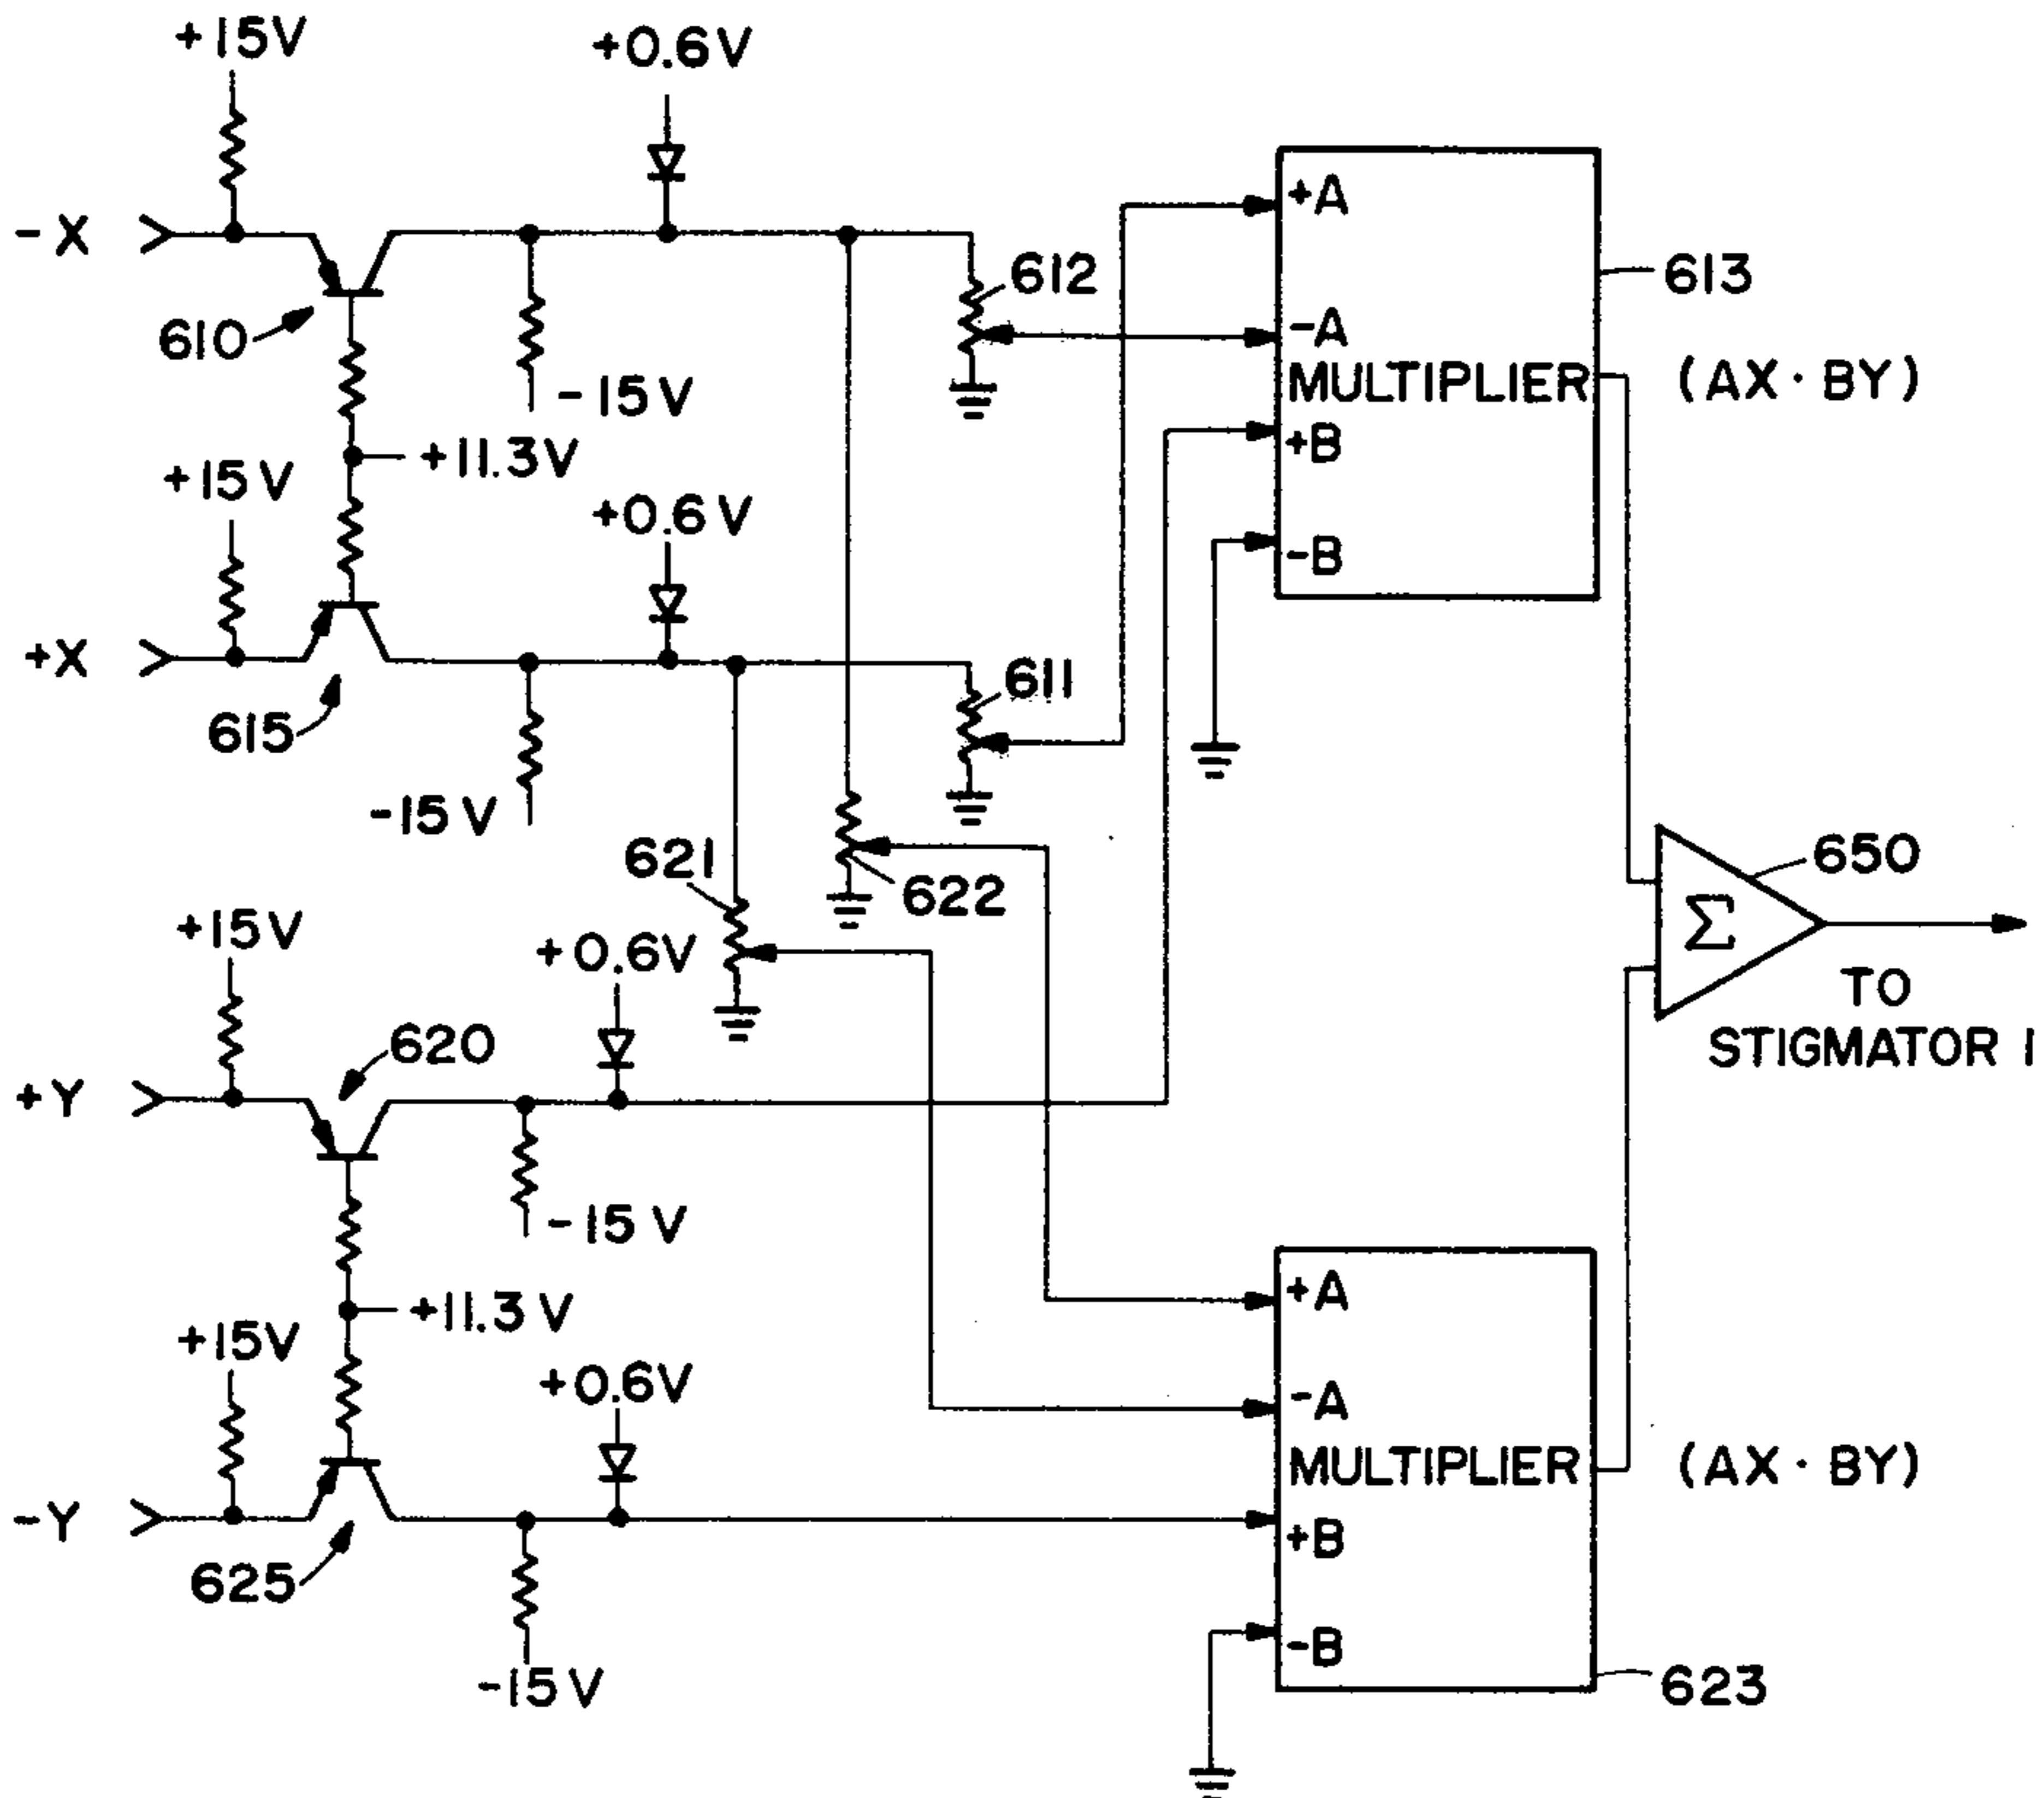 +15V
+0.6V
-X
610
612
+A
613
-A
MULTIPLIER
(AX·BY)
-15V
+11.3V
+B
+15V
+0.6V
-B
+X
615
611
-15V
621
622
650
Σ
+15V
+0.6V
TO
STIGMATOR 1
620
+Y
-15V
+11.3V
+A
+15V
+0.6V
-A
MULTIPLIER
(AX·BY)
-Y
+B
625
-B
-15V
623